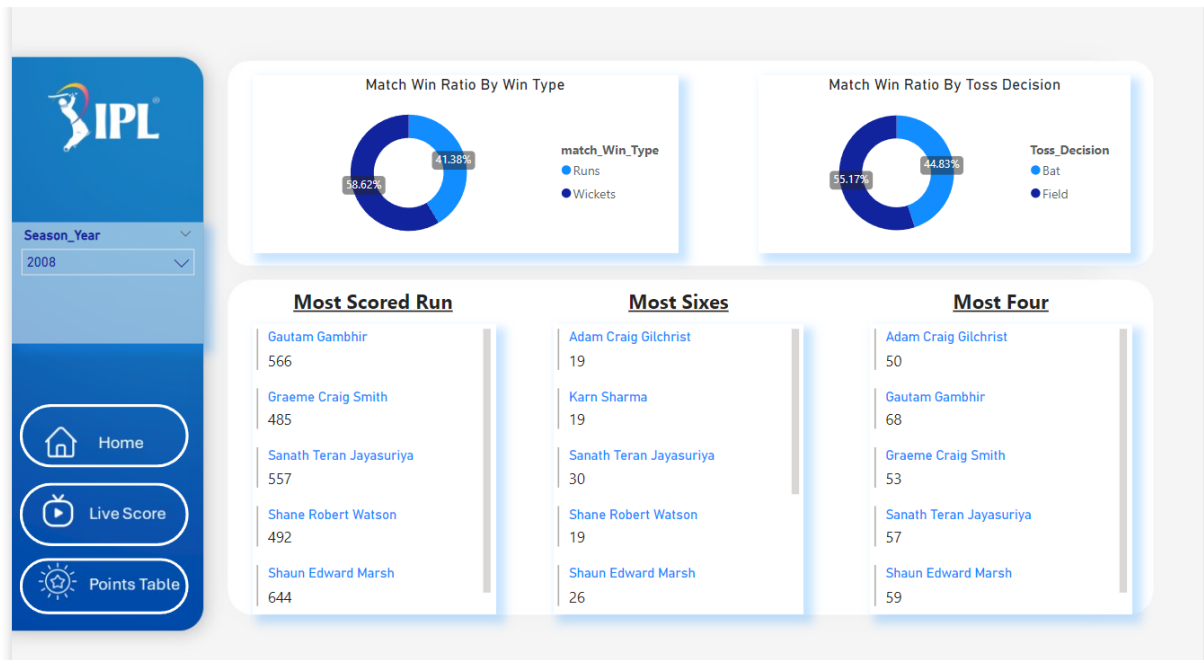 IPL
Season_Year
2008
Home
Live Score
Points Table
Match Win Ratio By Win Type
41.38%
58.62%
match_Win_Type
Runs
Wickets
Match Win Ratio By Toss Decision
44.83%
55.17%
Toss_Decision
Bat
Field
Most Scored Run
Gautam Gambhir
566
Graeme Craig Smith
485
Sanath Teran Jayasuriya
557
Shane Robert Watson
492
Shaun Edward Marsh
644
Most Sixes
Adam Craig Gilchrist
19
Karn Sharma
19
Sanath Teran Jayasuriya
30
Shane Robert Watson
19
Shaun Edward Marsh
26
Most Four
Adam Craig Gilchrist
50
Gautam Gambhir
68
Graeme Craig Smith
53
Sanath Teran Jayasuriya
57
Shaun Edward Marsh
59